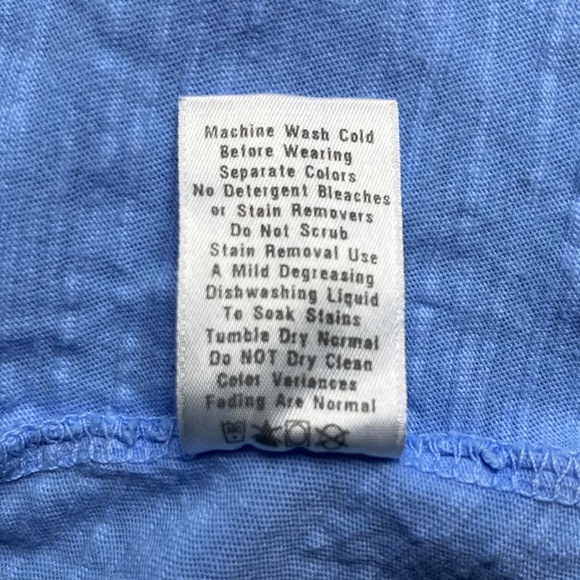 Machine Wash Cold
Before Wearing
Separate Colors
No Detergent Bleaches
or Stain Removers
Do Not Scrub
Stain Removal Use
A Mild Degreasing
Dishwashing Liquid
To Soak Stains
Tumble Dry Normal
Do NOT Dry Clean
Color Variances
Fading Are Normal